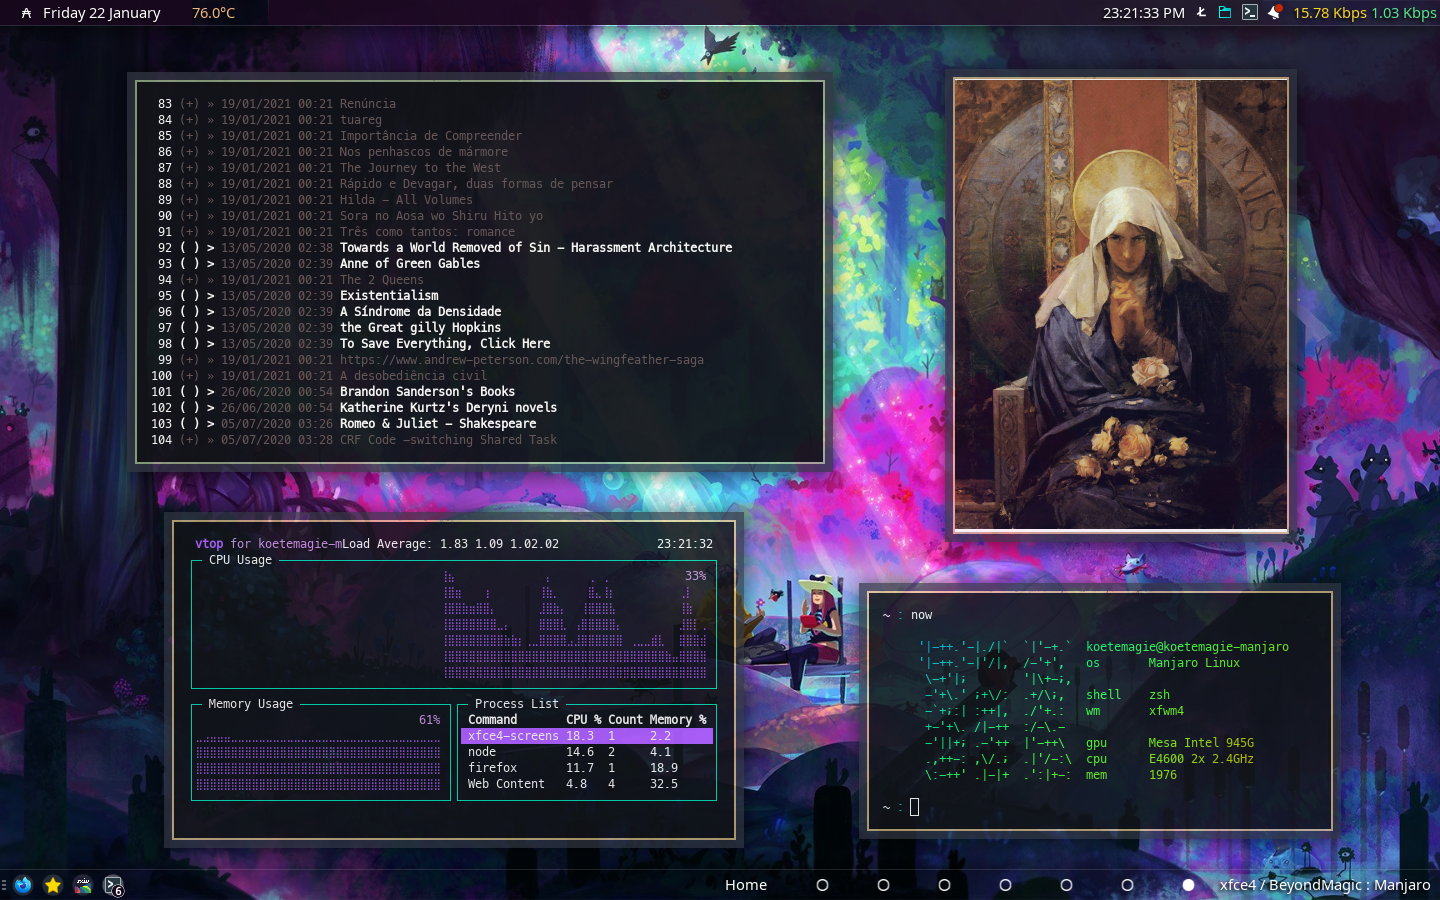 Friday 22 January 76.0°C 23:21:33 PM 15.78 Kbps 1.03 Kbps
83 (+) » 19/01/2021 00:21 Renúncia
84 (+) » 19/01/2021 00:21 tuareg
85 (+) » 19/01/2021 00:21 Importância de Compreender
86 (+) » 19/01/2021 00:21 Nos penhascos de mármore
87 (+) » 19/01/2021 00:21 The Journey to the West
88 (+) » 19/01/2021 00:21 Rápido e Devagar, duas formas de pensar
89 (+) » 19/01/2021 00:21 Hilda – All Volumes
90 (+) » 19/01/2021 00:21 Sora no Aosa wo Shiru Hito yo
91 (+) » 19/01/2021 00:21 Três como tantos: romance
92 ( ) > 13/05/2020 02:38 Towards a World Removed of Sin – Harassment Architecture
93 ( ) > 13/05/2020 02:39 Anne of Green Gables
94 (+) » 19/01/2021 00:21 The 2 Queens
95 ( ) > 13/05/2020 02:39 Existentialism
96 ( ) > 13/05/2020 02:39 A Síndrome da Densidade
97 ( ) > 13/05/2020 02:39 the Great gilly Hopkins
98 ( ) > 13/05/2020 02:39 To Save Everything, Click Here
99 (+) » 19/01/2021 00:21 https://www.andrew–peterson.com/the–wingfeather–saga
100 (+) » 19/01/2021 00:21 A desobediência civil
101 ( ) > 26/06/2020 00:54 Brandon Sanderson's Books
102 ( ) > 26/06/2020 00:54 Katherine Kurtz's Deryni novels
103 ( ) > 05/07/2020 03:26 Romeo & Juliet – Shakespeare
104 (+) » 05/07/2020 03:28 CRF Code –switching Shared Task
vtop for koetemagie–mLoad Average: 1.83 1.09 1.02.02 23:21:32
CPU Usage
33%
Memory Usage
61%
Process List
Command CPU % Count Memory %
xfce4–screens 18.3 1 2.2
node 14.6 2 4.1
firefox 11.7 1 18.9
Web Content 4.8 4 32.5
~ : now
koetemagie@koetemagie–manjaro
os Manjaro Linux
shell zsh
wm xfwm4
gpu Mesa Intel 945G
cpu E4600 2x 2.4GHz
mem 1976
~ :
6
Home
xfce4 / BeyondMagic : Manjaro